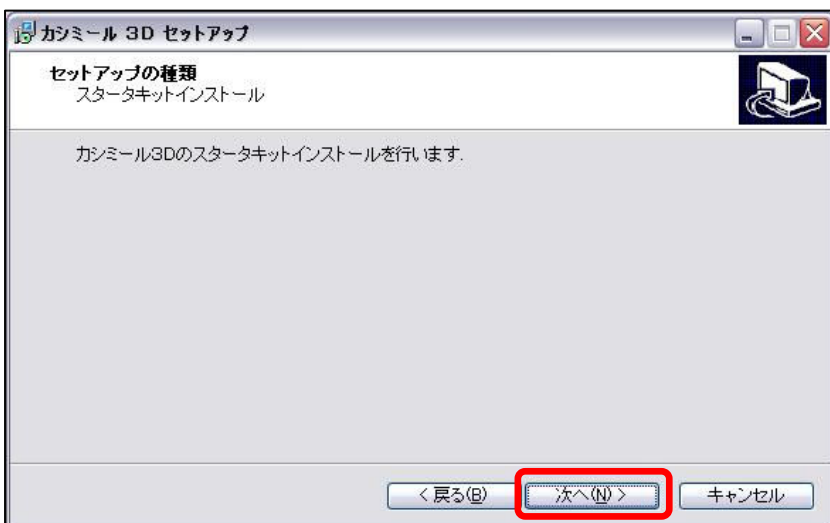 カシミール 3D セットアップ
セットアップの種類
スタータキットインストール
カシミール3Dのスタータキットインストールを行います.
< 戻る(B)
次へ(N) >
キャンセル